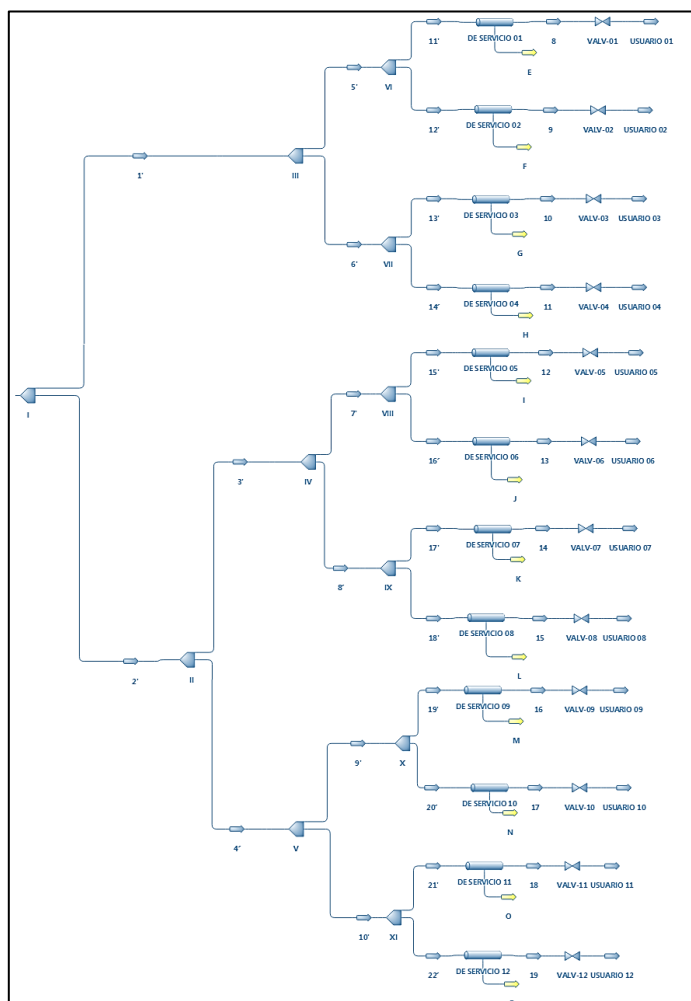 11' DE SERVICIO 01 8 VALV-01 USUARIO 01
E
5' VI
12' DE SERVICIO 02 9 VALV-02 USUARIO 02
F
1' III
13' DE SERVICIO 03 10 VALV-03 USUARIO 03
G
6' VII
14' DE SERVICIO 04 11 VALV-04 USUARIO 04
H
15' DE SERVICIO 05 12 VALV-05 USUARIO 05
I
I
7' VIII
16' DE SERVICIO 06 13 VALV-06 USUARIO 06
3' IV
J
17' DE SERVICIO 07 14 VALV-07 USUARIO 07
K
8' IX
18' DE SERVICIO 08 15 VALV-08 USUARIO 08
L
2' II
19' DE SERVICIO 09 16 VALV-09 USUARIO 09
M
9' X
20' DE SERVICIO 10 17 VALV-10 USUARIO 10
N
4' V
21' DE SERVICIO 11 18 VALV-11 USUARIO 11
O
10' XI
22' DE SERVICIO 12 19 VALV-12 USUARIO 12